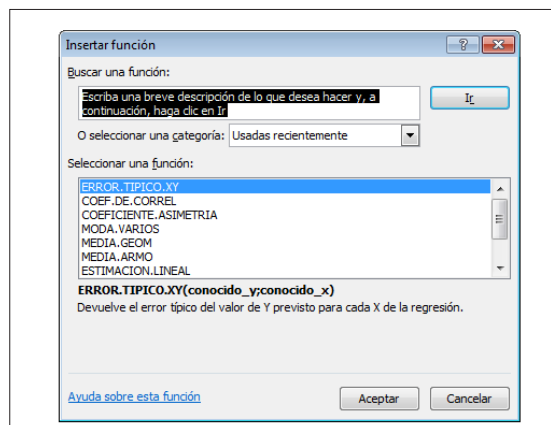 Insertar función
Buscar una función:
Escriba una breve descripción de lo que desea hacer y, a
continuación, haga clic en Ir
Ir
O seleccionar una categoría: Usadas recientemente
Seleccionar una función:
ERROR.TIPICO.XY
COEF.DE.CORREL
COEFICIENTE.ASIMETRIA
MODA.VARIOS
MEDIA.GEOM
MEDIA.ARMO
ESTIMACION.LINEAL
ERROR.TIPICO.XY(conocido_y;conocido_x)
Devuelve el error típico del valor de Y previsto para cada X de la regresión.
Ayuda sobre esta función
Aceptar
Cancelar